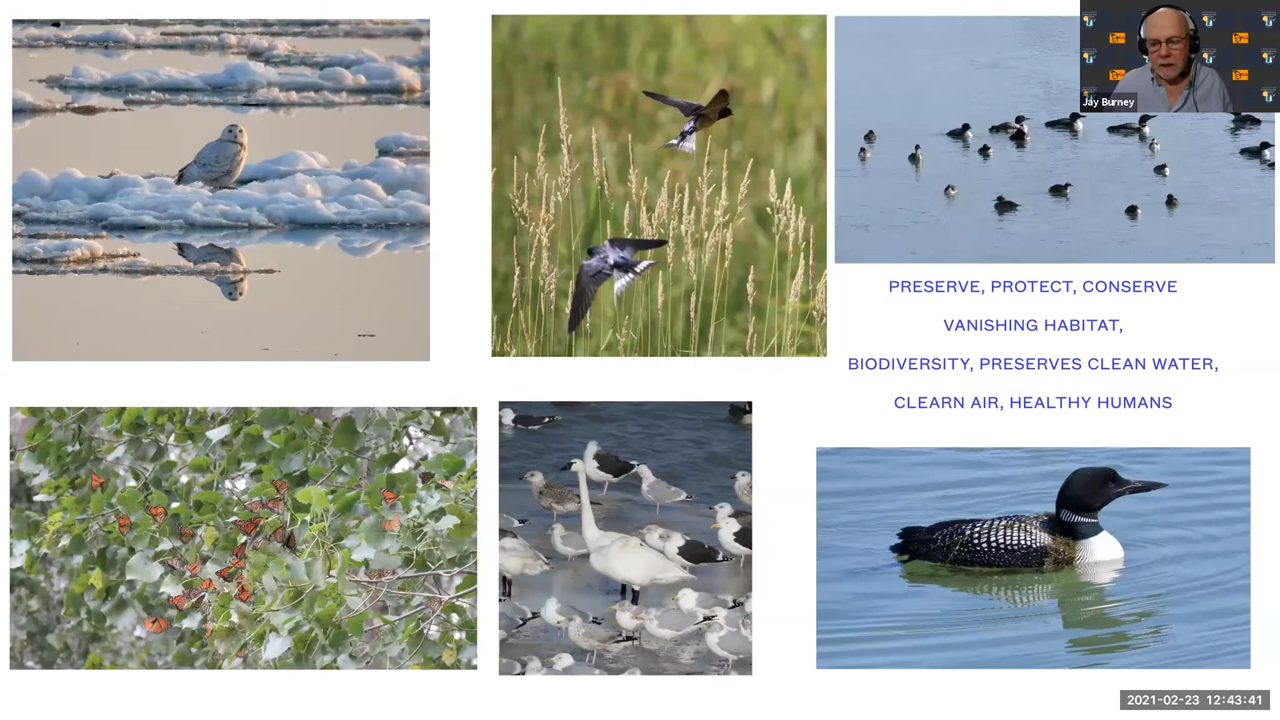 Jay Burney
PRESERVE, PROTECT, CONSERVE
VANISHING HABITAT,
BIODIVERSITY, PRESERVES CLEAN WATER,
CLEARN AIR, HEALTHY HUMANS
2021-02-23 12:43:41